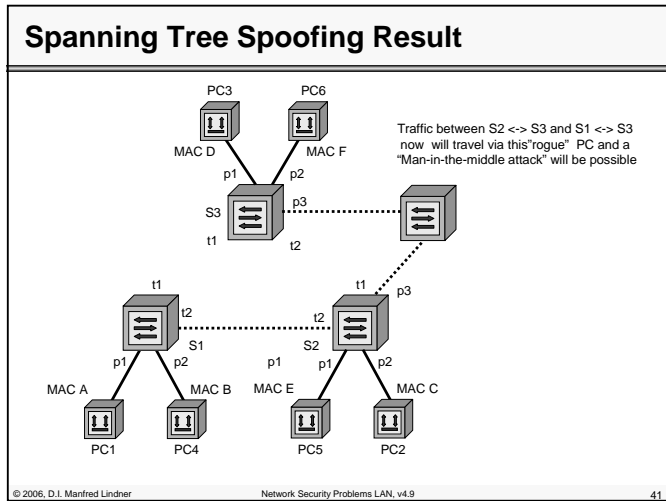 Spanning Tree Spoofing Result
PC3
PC6
Traffic between S2 <-> S3 and S1 <-> S3
now will travel via this"rogue" PC and a
"Man-in-the-middle attack" will be possible
MAC D
MAC F
p1
p2
p3
S3
t1
t2
t1
t1
p3
t2
t2
S1
S2
p1
p2
p1
p1
p2
MAC A
MAC B
MAC E
MAC C
PC1
PC4
PC5
PC2
© 2006, D.I. Manfred Lindner
Network Security Problems LAN, v4.9
41